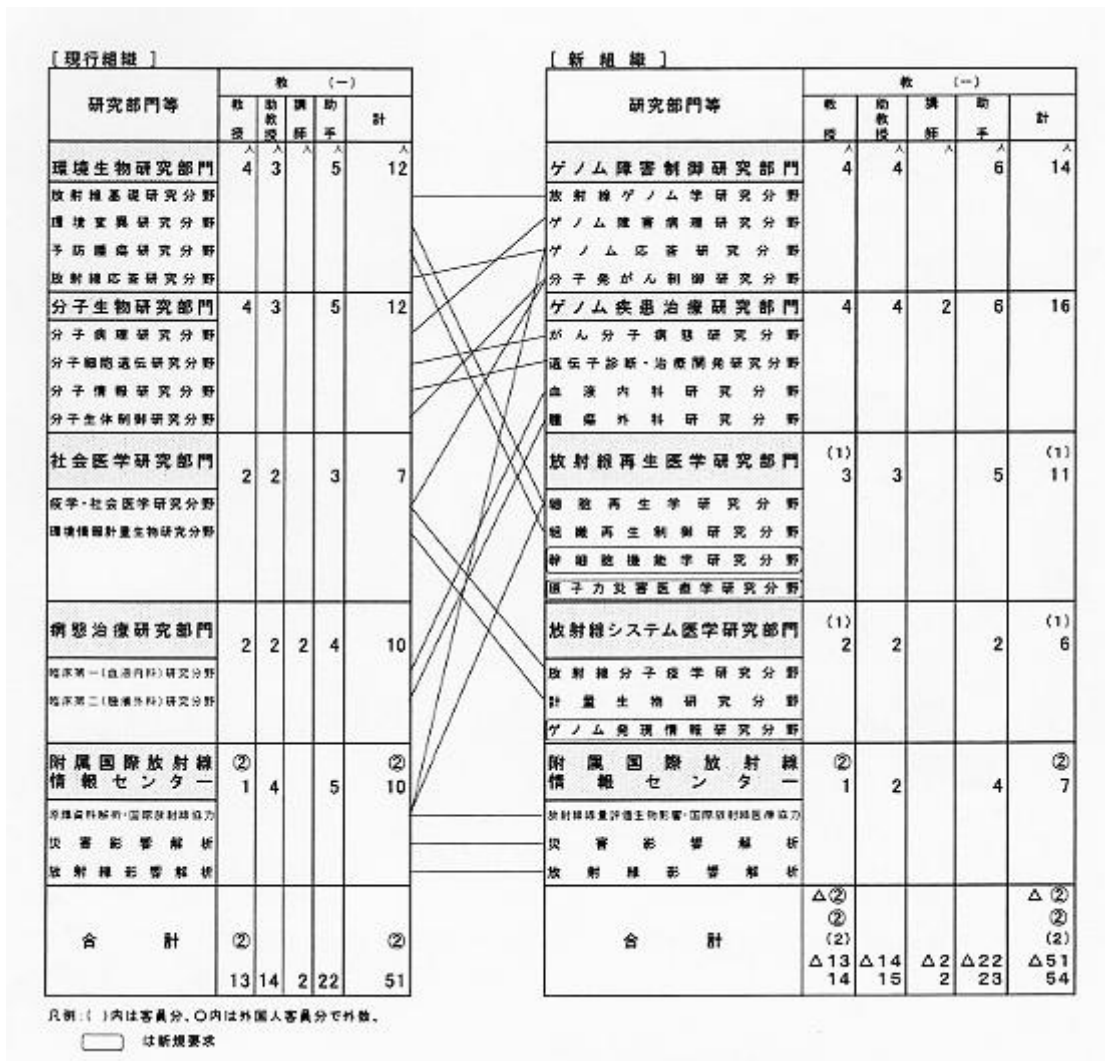 [現行組織]
研究部門等 教 (一)
教授 助教授 講師 助手 計
人 人 人 人 人
環境生物研究部門 4 3 5 12
放射線基礎研究分野
環境変異研究分野
予防腫瘍研究分野
放射線応答研究分野
分子生物研究部門 4 3 5 12
分子病理研究分野
分子細胞遺伝研究分野
分子情報研究分野
分子生体制御研究分野
社会医学研究部門 2 2 3 7
疫学・社会医学研究分野
環境情報計量生物研究分野
病態治療研究部門 2 2 2 4 10
臨床第一(血液内科)研究分野
臨床第二(腫瘍外科)研究分野
附属国際放射線 ② ②
情報センター 1 4 5 10
原爆資料解析・国際放射線協力
災害影響解析
放射線影響解析
合計 ② ②
13 14 2 22 51
[新組織]
研究部門等 教 (一)
教授 助教授 講師 助手 計
人 人 人 人 人
ゲノム障害制御研究部門 4 4 6 14
放射線ゲノム学研究分野
ゲノム障害病理研究分野
ゲノム応答研究分野
分子発がん制御研究分野
ゲノム疾患治療研究部門 4 4 2 6 16
がん分子病態研究分野
遺伝子診断・治療開発研究分野
血液内科研究分野
腫瘍外科研究分野
放射線再生医学研究部門 (1) (1)
3 3 5 11
細胞再生学研究分野
組織再生制御研究分野
幹細胞機能学研究分野
原子力災害医療学研究分野
放射線システム医学研究部門 (1) (1)
2 2 2 6
放射線分子疫学研究分野
計量生物研究分野
ゲノム発現情報研究分野
附属国際放射線 ② ②
情報センター 1 2 4 7
放射線線量評価生物影響・国際放射線医療協力
災害影響解析
放射線影響解析
合計
△② △②
② ②
(2) (2)
△13 △14 △2 △22 △51
14 15 2 23 54
凡例:( )内は客員分、○内は外国人客員分で外数。
は新規要求